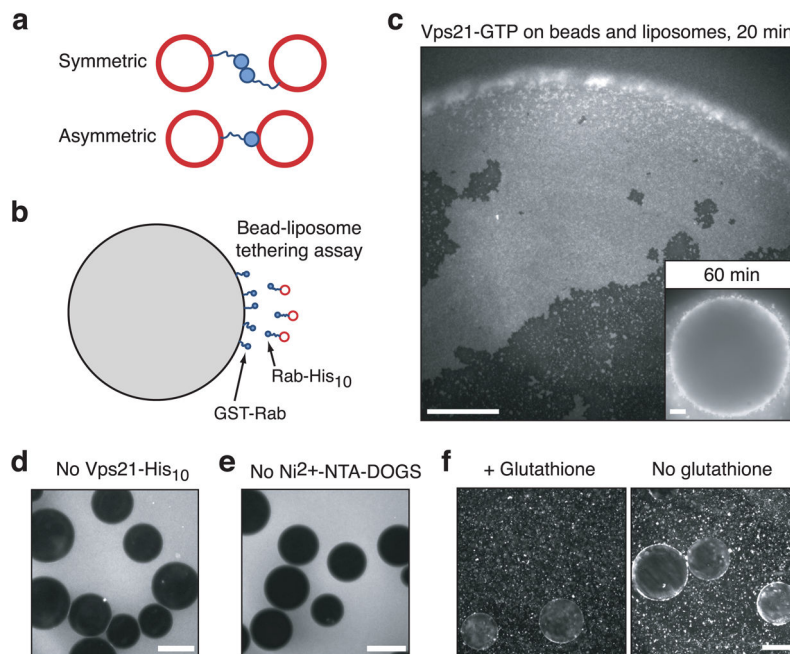 a
Symmetric
Asymmetric
b
Bead-liposome
tethering assay
Rab-His10
GST-Rab
c
Vps21-GTP on beads and liposomes, 20 min
60 min
d
No Vps21-His10
e
No Ni2+-NTA-DOGS
f
+ Glutathione
No glutathione